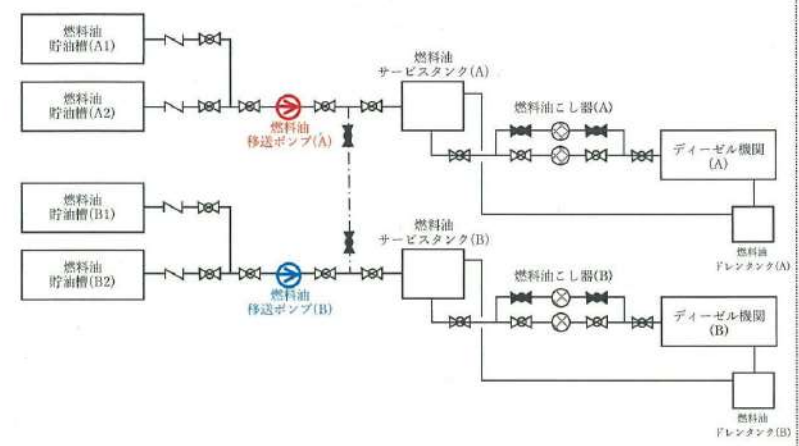 燃料油
貯油槽(A1)
燃料油
貯油槽(A2)
燃料油
移送ポンプ(A)
燃料油
サービスタンク(A)
燃料油こし器(A)
ディーゼル機関
(A)
燃料油
ドレンタンク(A)
燃料油
貯油槽(B1)
燃料油
貯油槽(B2)
燃料油
移送ポンプ(B)
燃料油
サービスタンク(B)
燃料油こし器(B)
ディーゼル機関
(B)
燃料油
ドレンタンク(B)